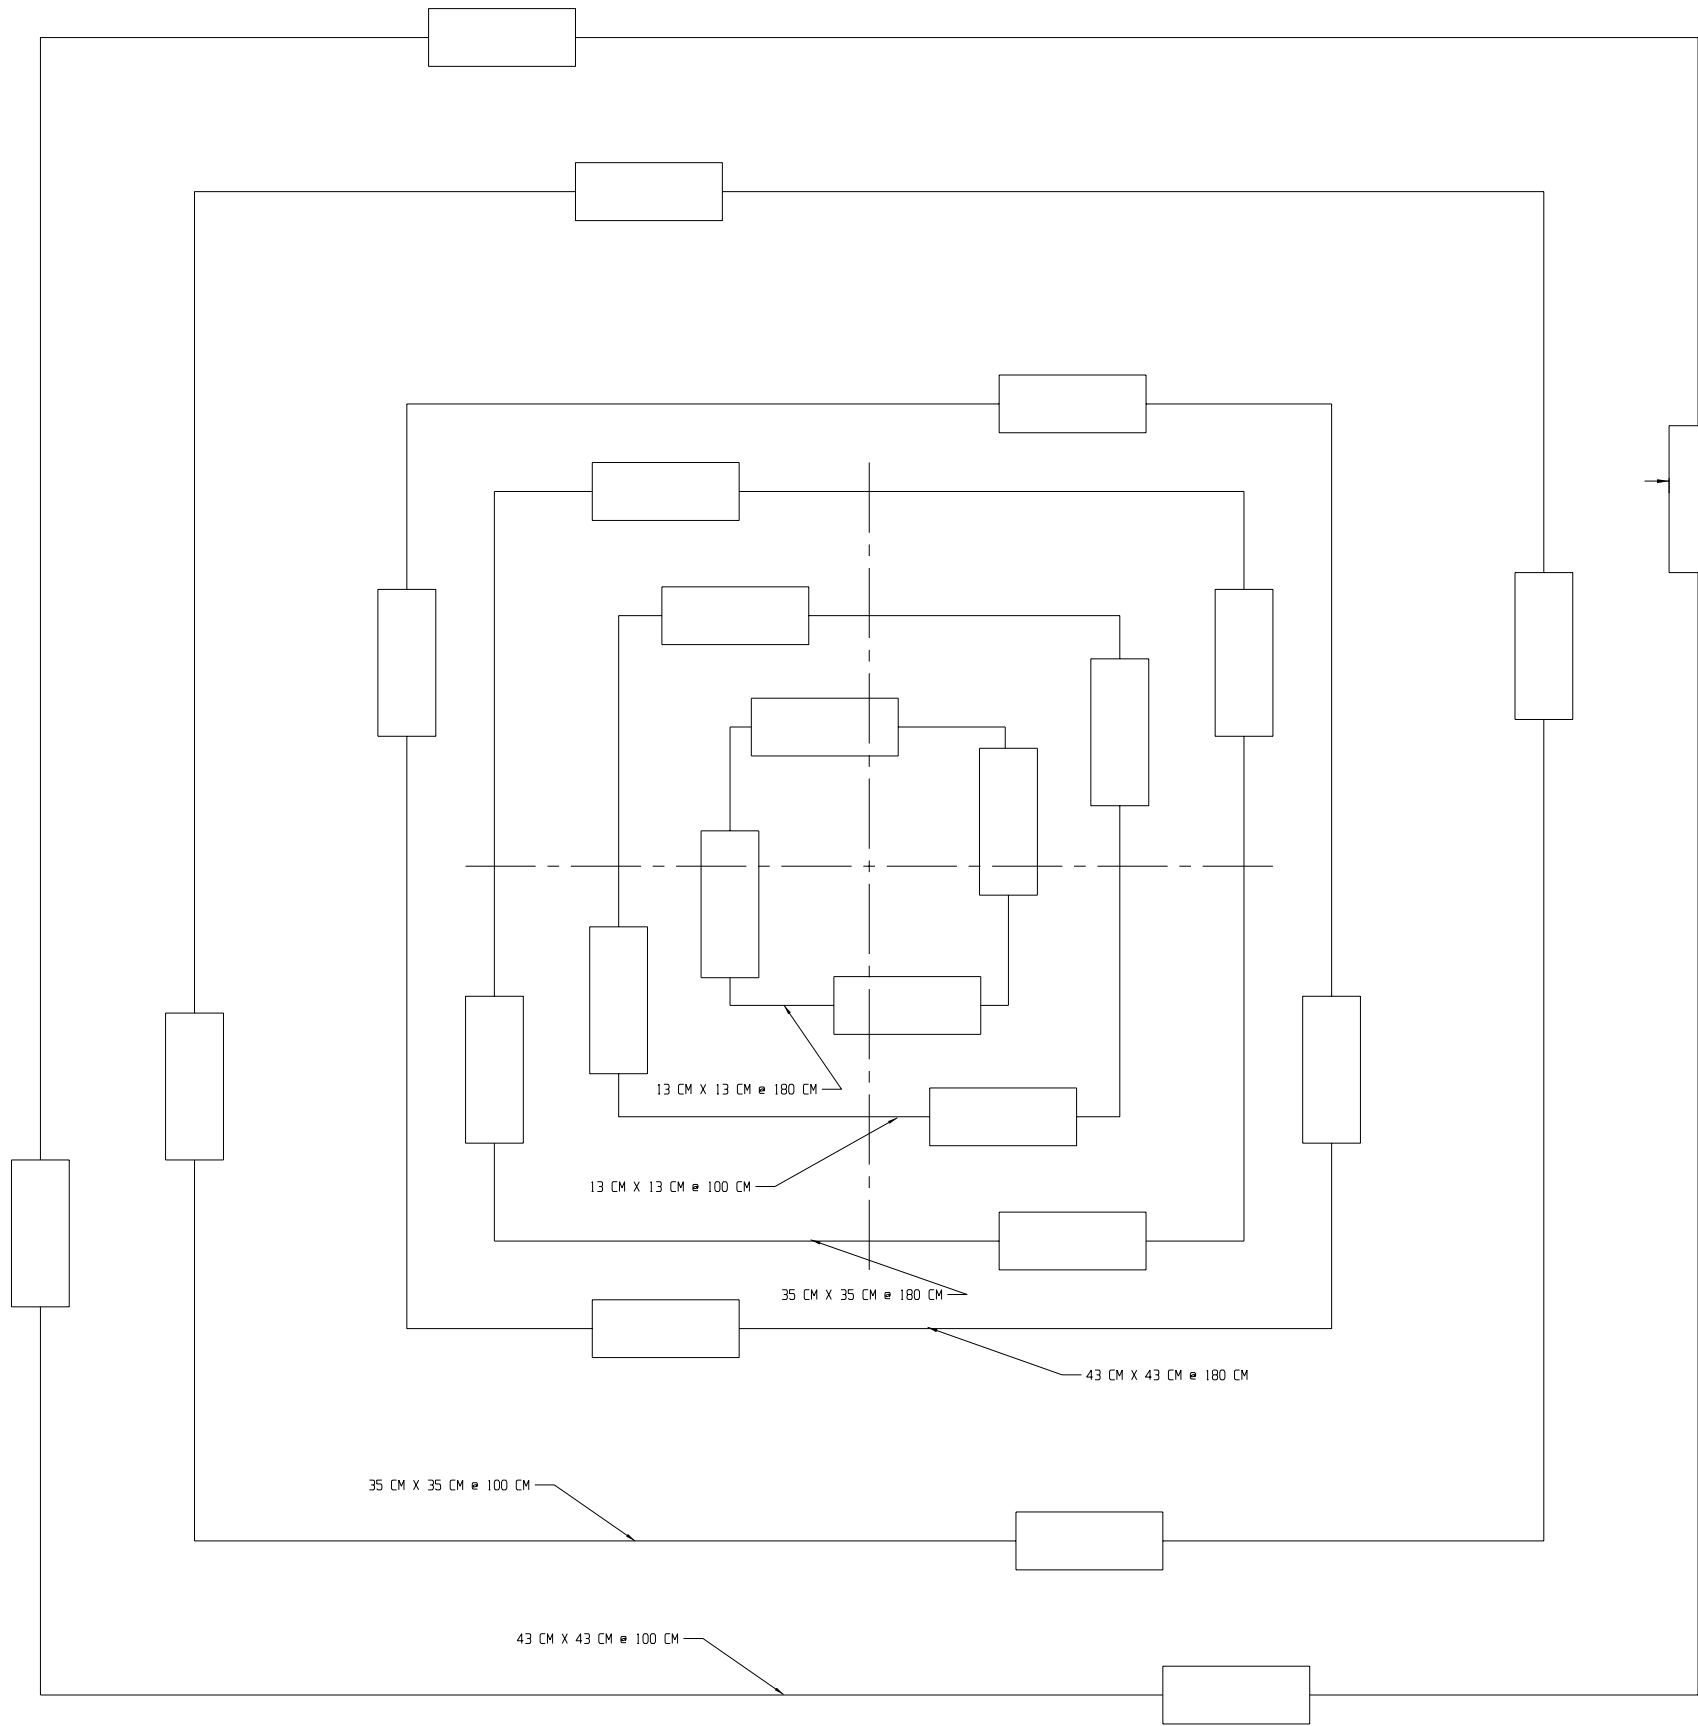 13 CM X 13 CM @ 180 CM
13 CM X 13 CM @ 100 CM
35 CM X 35 CM @ 180 CM
43 CM X 43 CM @ 180 CM
35 CM X 35 CM @ 100 CM
43 CM X 43 CM @ 100 CM